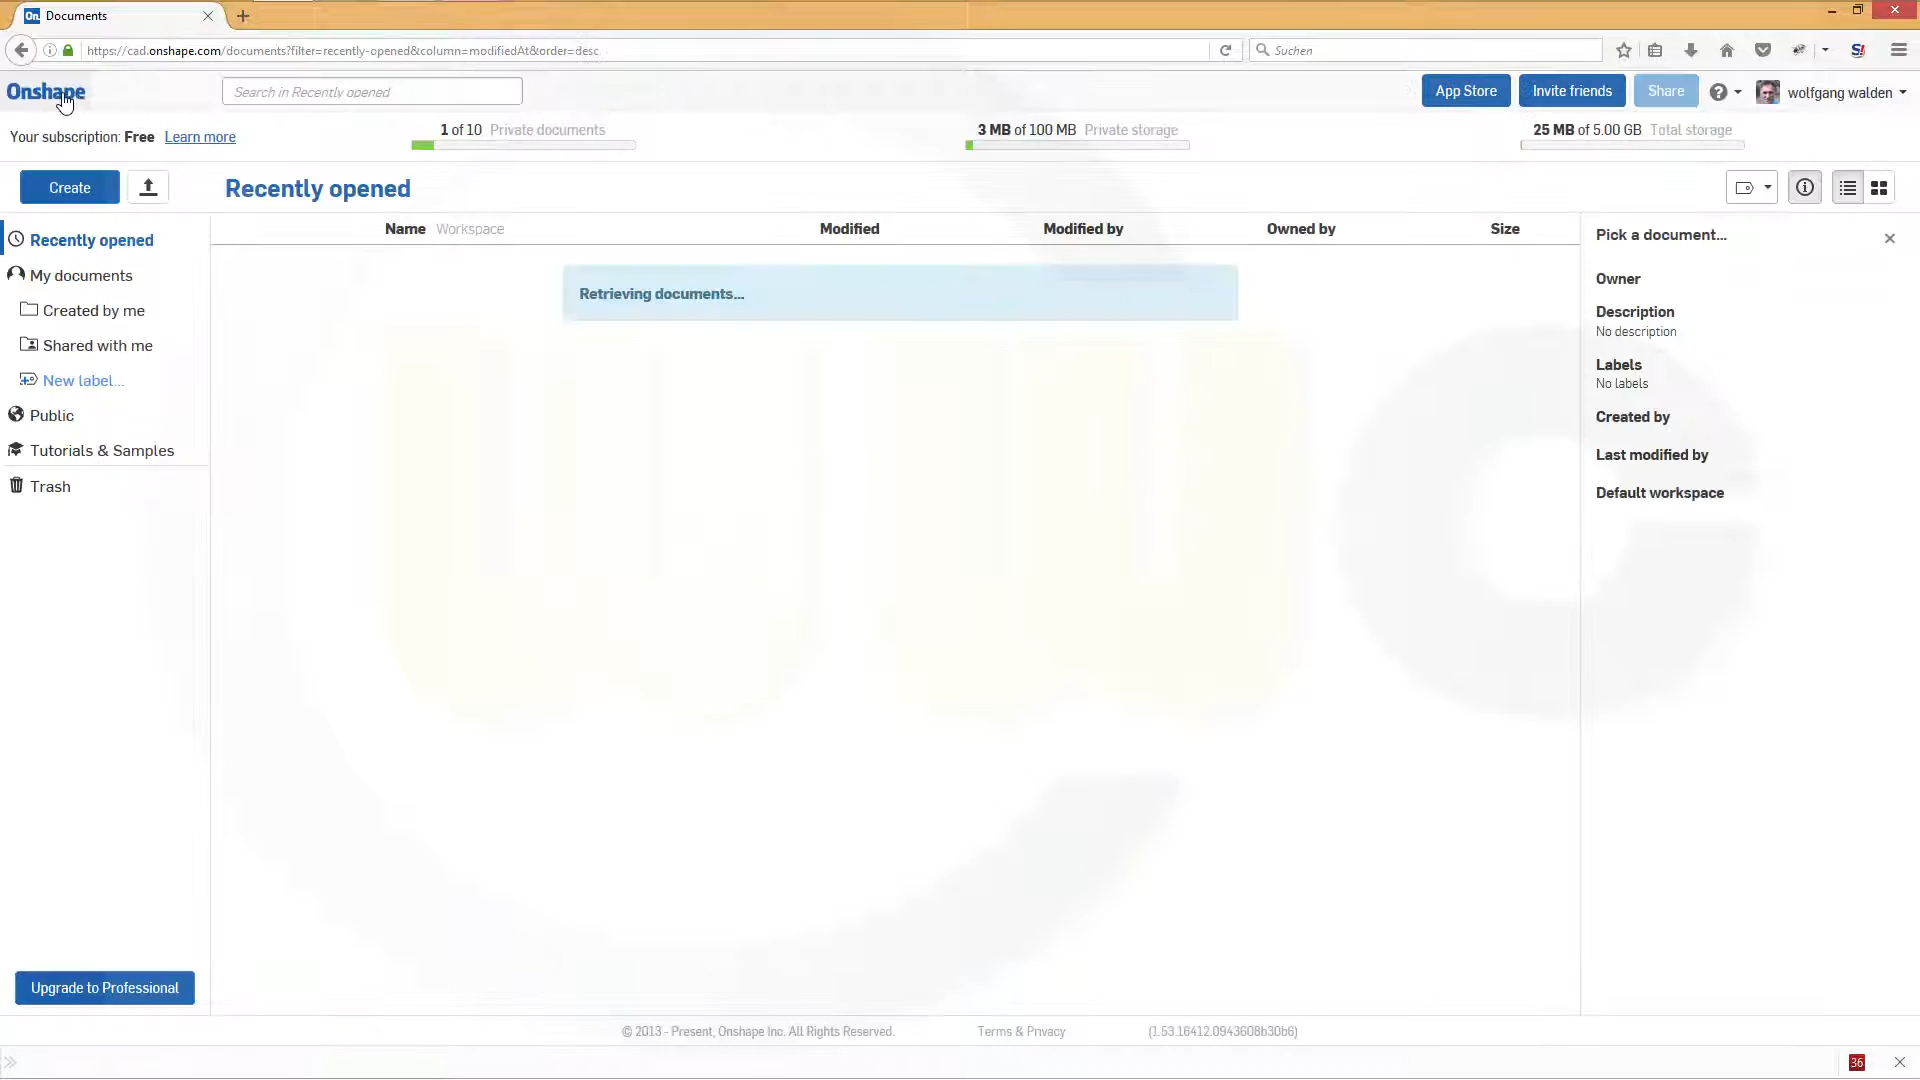 On Documents
https://cad.onshape.com/documents?filter=recently-opened&column=modifiedAt&order=desc
Suchen
Onshape
Search in Recently opened
App Store
Invite friends
Share
wolfgang walden
Your subscription: Free Learn more
1 of 10 Private documents
3 MB of 100 MB Private storage
25 MB of 5.00 GB Total storage
Create
Recently opened
Name Workspace
Modified
Modified by
Owned by
Size
Recently opened
My documents
Created by me
Shared with me
New label...
Public
Tutorials & Samples
Trash
Retrieving documents...
Pick a document...
Owner
Description
No description
Labels
No labels
Created by
Last modified by
Default workspace
Upgrade to Professional
© 2013 - Present, Onshape Inc. All Rights Reserved.
Terms & Privacy
(1.53.16412.0943608b30b6)
36